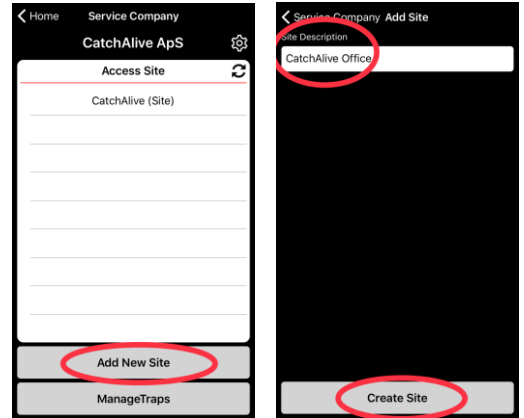 Home Service Company
CatchAlive ApS
Access Site
CatchAlive (Site)
Add New Site
ManageTraps
Service Company Add Site
Site Description
CatchAlive Office
Create Site